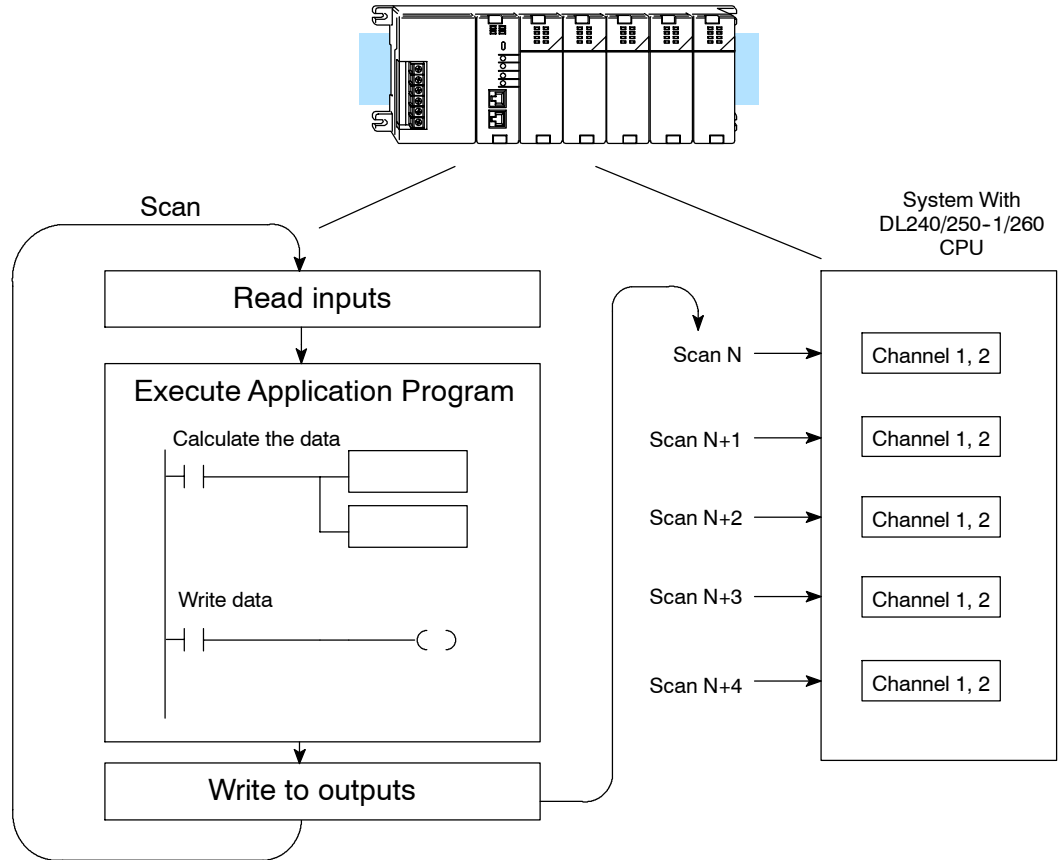 Scan
System With
DL240/250-1/260
CPU
Read inputs
Execute Application Program
Calculate the data
Write data
Write to outputs
Scan N
Channel 1, 2
Scan N+1
Channel 1, 2
Scan N+2
Channel 1, 2
Scan N+3
Channel 1, 2
Scan N+4
Channel 1, 2